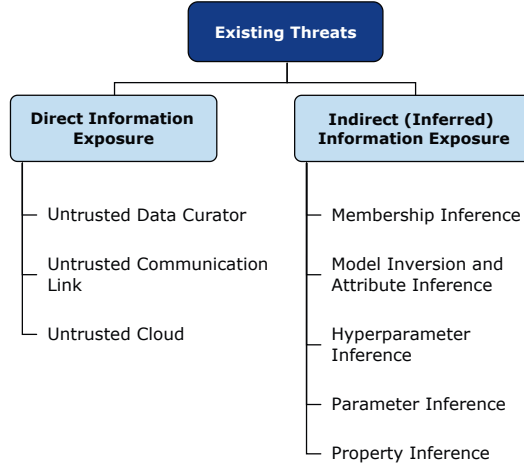 Existing Threats
Direct Information
Exposure
Untrusted Data Curator
Untrusted Communication
Link
Untrusted Cloud
Indirect (Inferred)
Information Exposure
Membership Inference
Model Inversion and
Attribute Inference
Hyperparameter
Inference
Parameter Inference
Property Inference